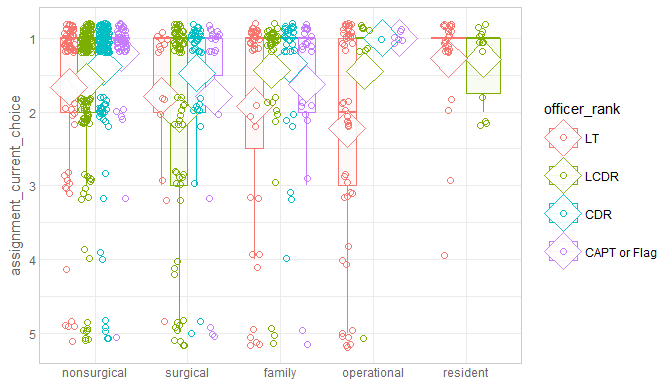 assignment_current_choice
1
2
3
4
5
nonsurgical
surgical
family
operational
resident
officer_rank
LT
LCDR
CDR
CAPT or Flag